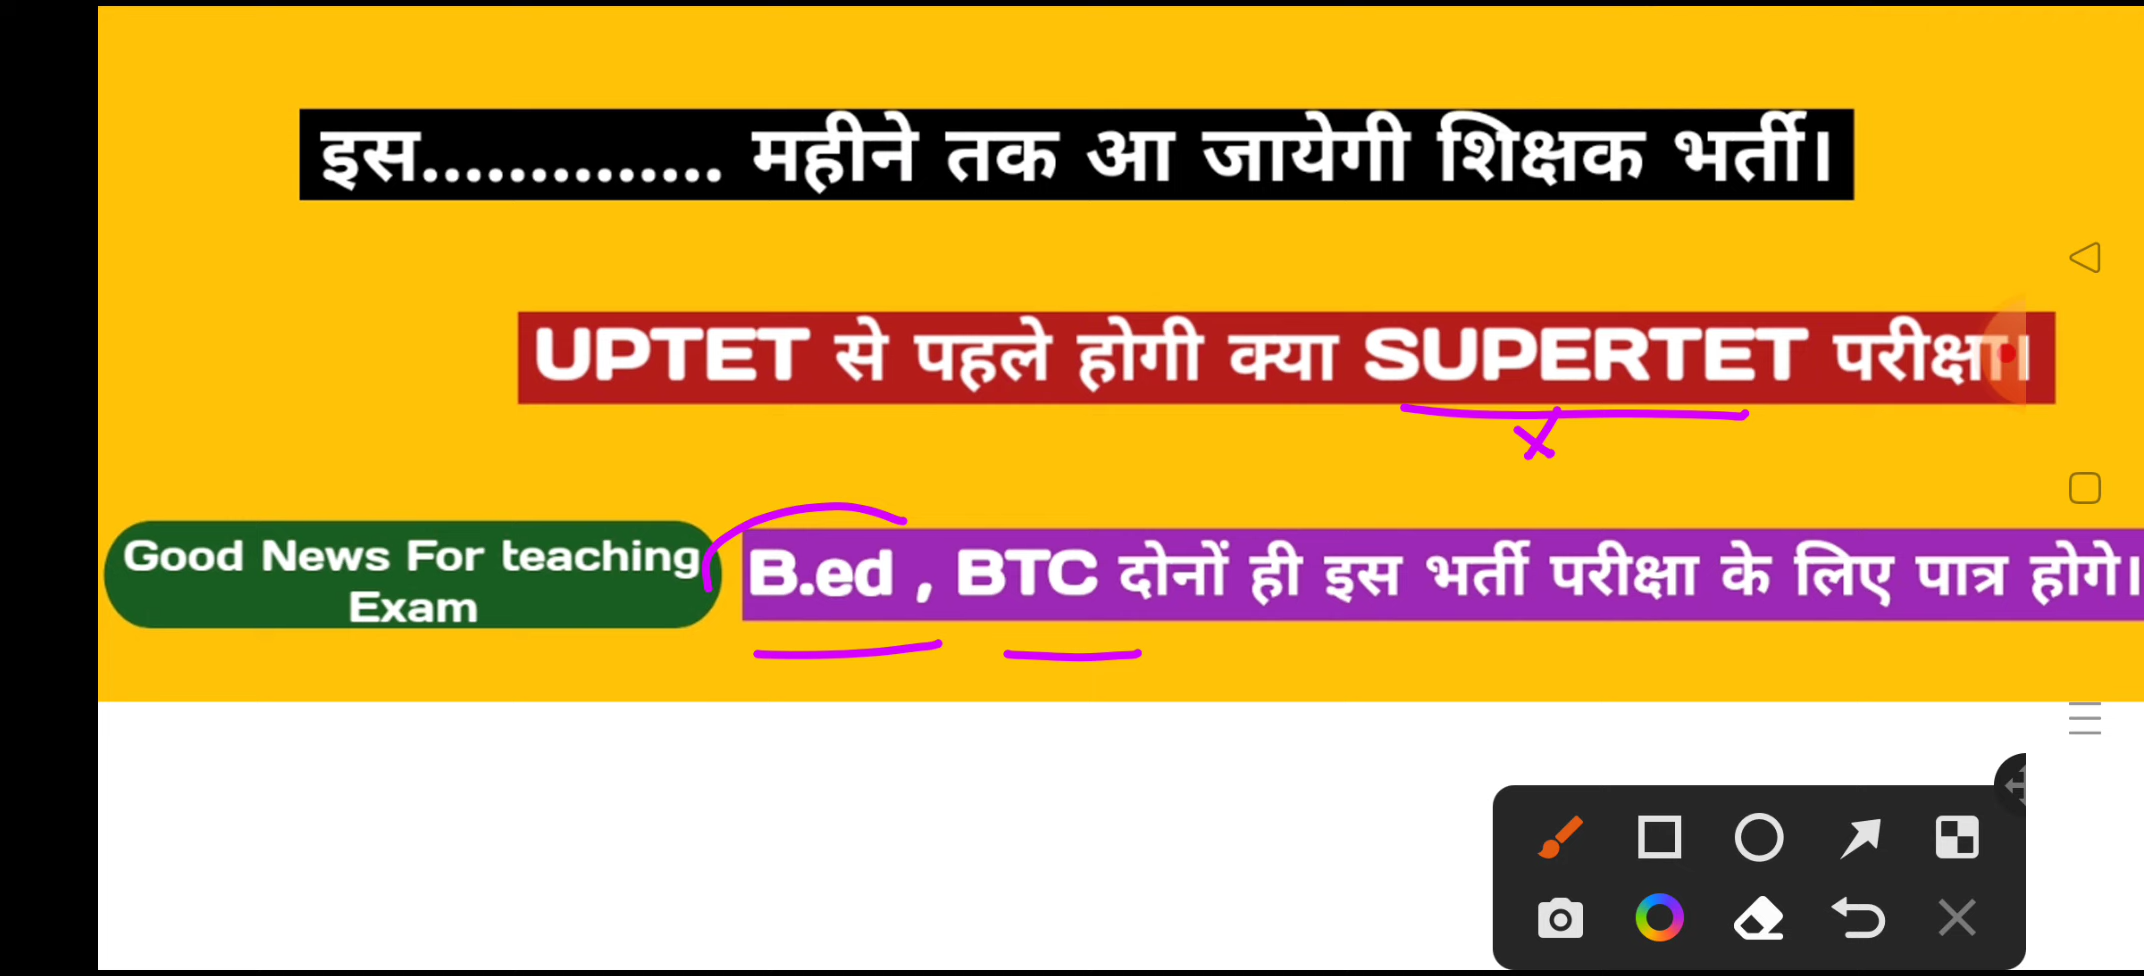 इस.............. महीने तक आ जायेगी शिक्षक भर्ती।
UPTET से पहले होगी क्या SUPERTET परीक्षा।
Good News For teaching
Exam
B.ed , BTC दोनों ही इस भर्ती परीक्षा के लिए पात्र होगे।